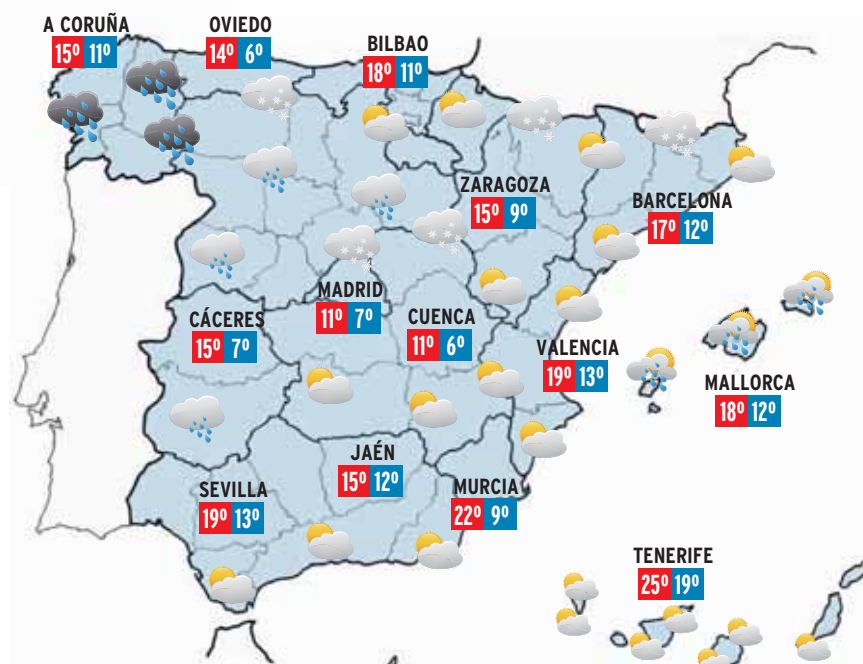 A CORUÑA
15º 11º
OVIEDO
14º 6º
BILBAO
18º 11º
ZARAGOZA
15º 9º
BARCELONA
17º 12º
MADRID
11º 7º
CÁCERES
15º 7º
CUENCA
11º 6º
VALENCIA
19º 13º
MALLORCA
18º 12º
JAÉN
15º 12º
SEVILLA
19º 13º
MURCIA
22º 9º
TENERIFE
25º 19º